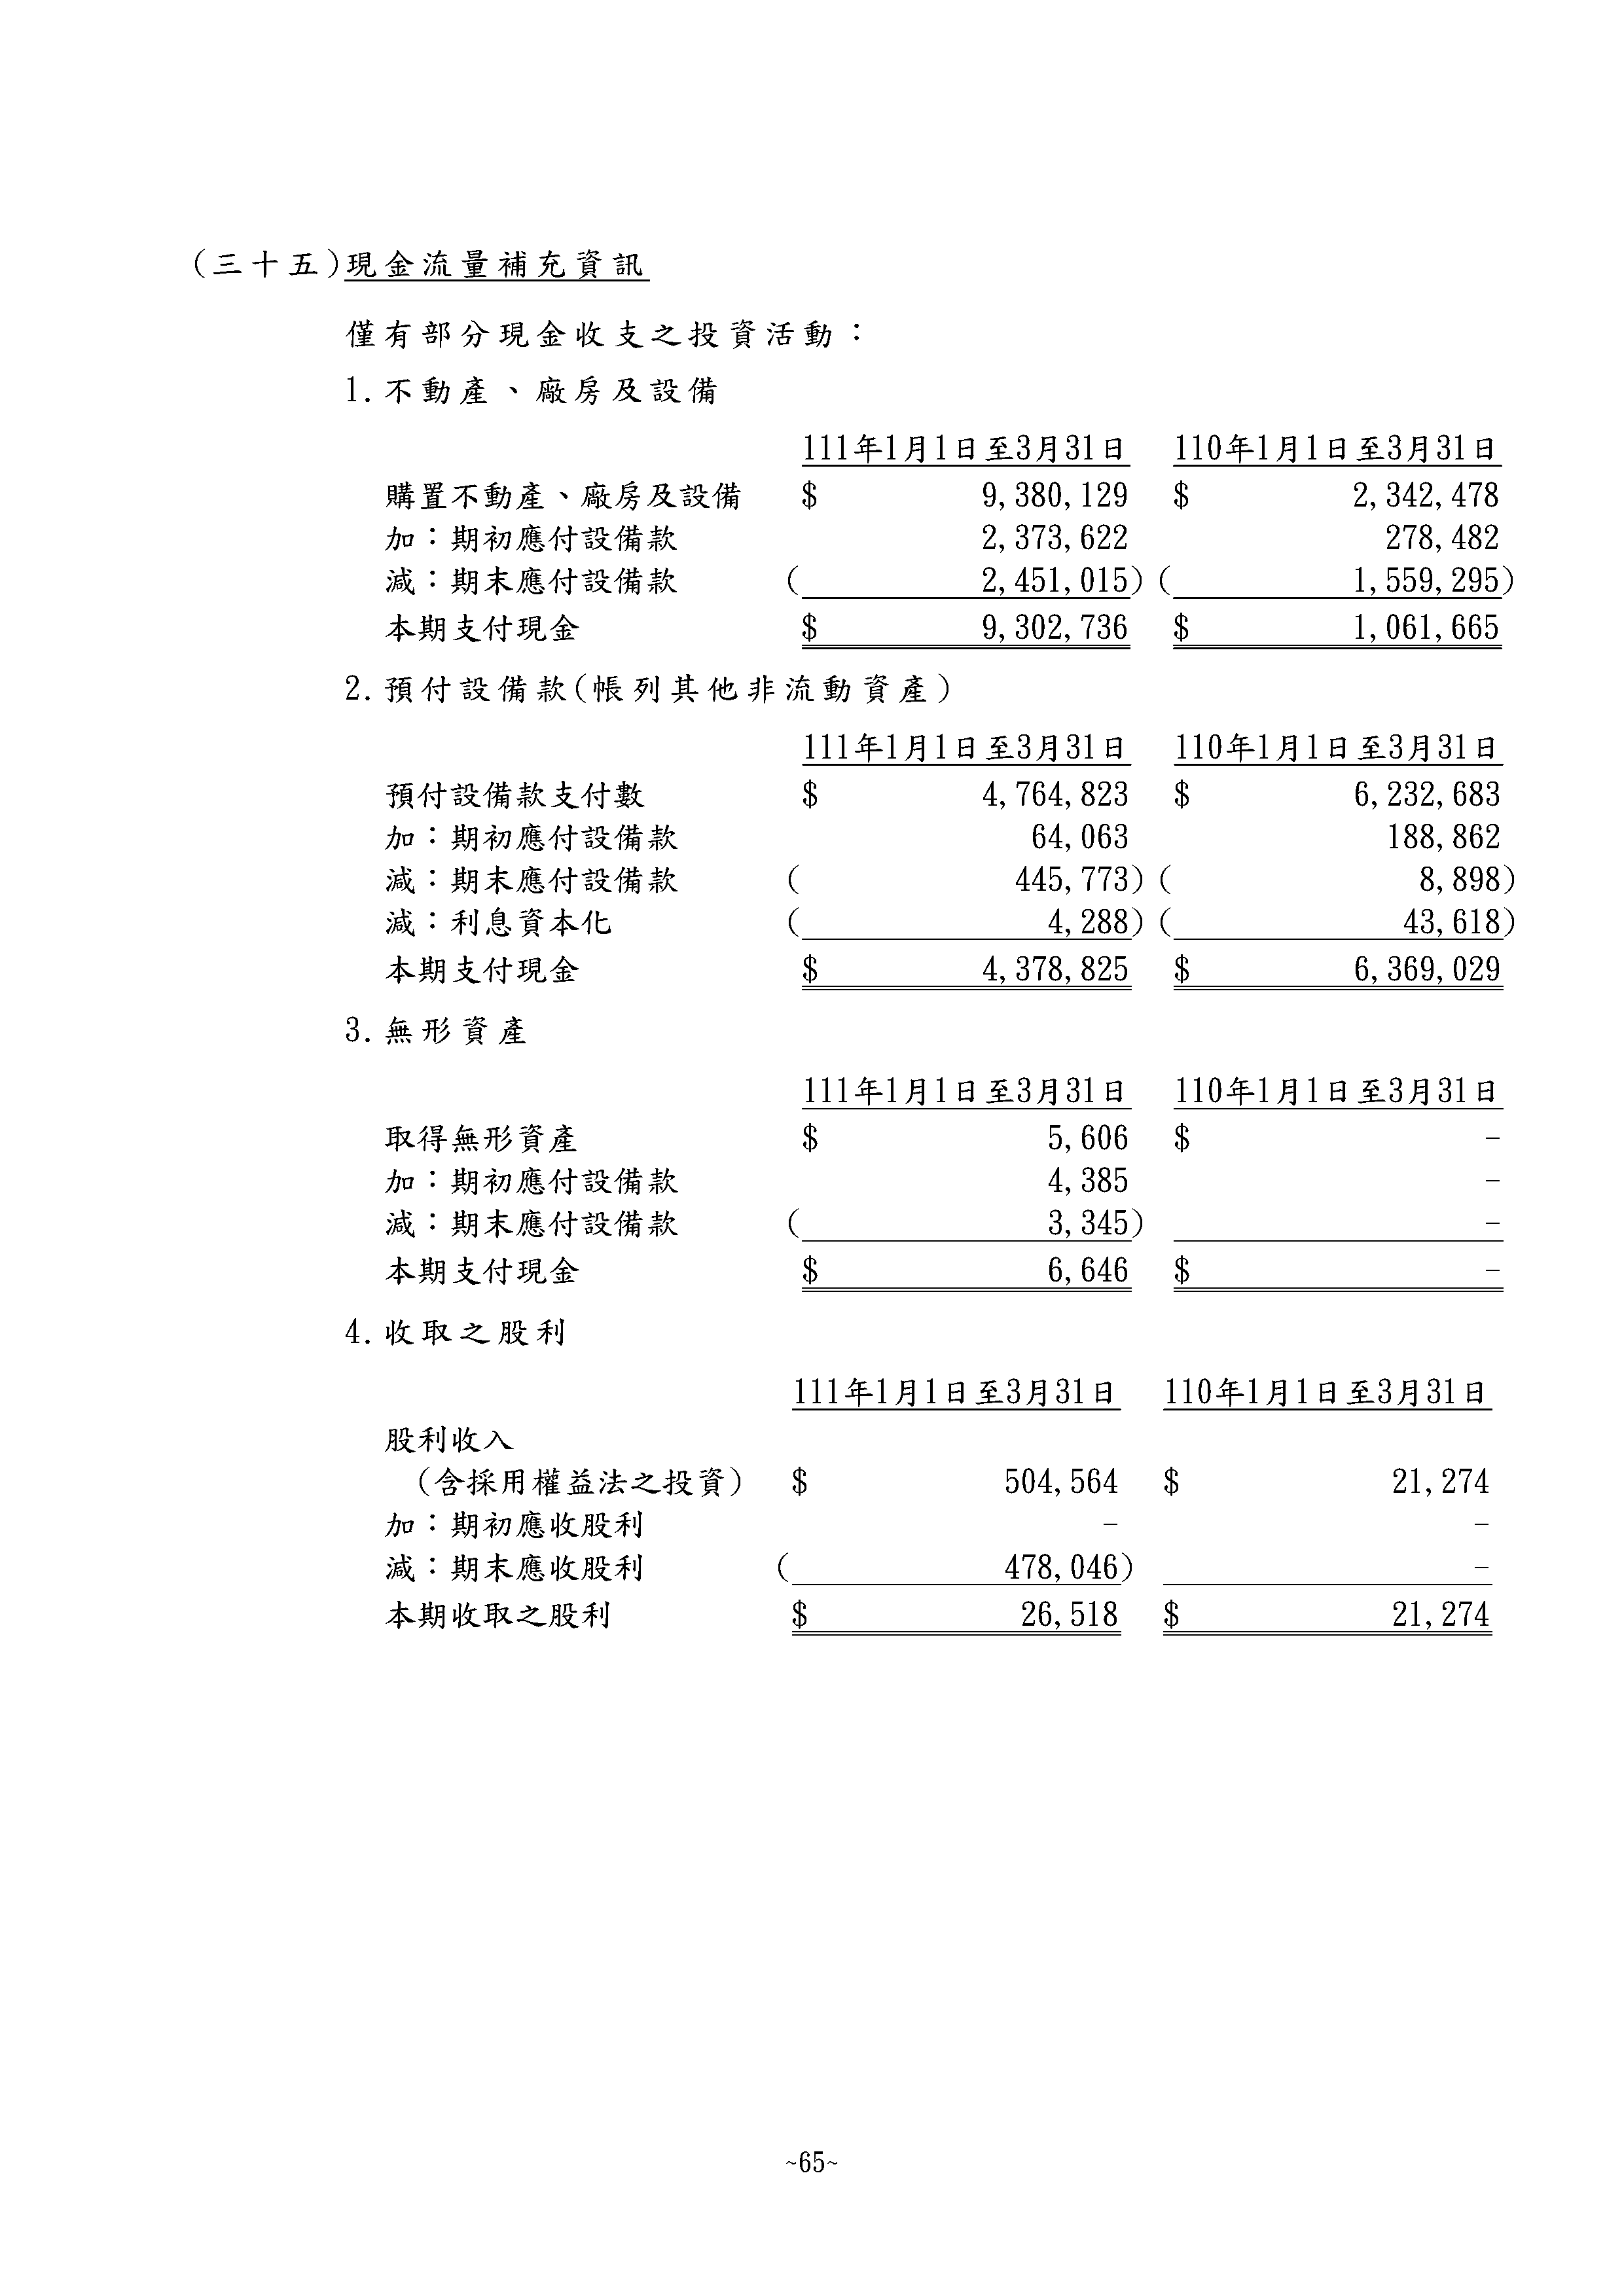 (三十五)現金流量補充資訊
僅有部分現金收支之投資活動：
1.不動產、廠房及設備
111年1月1日至3月31日 110年1月1日至3月31日
購置不動產、廠房及設備 $ 9,380,129 $ 2,342,478
加：期初應付設備款 2,373,622 278,482
減：期末應付設備款 ( 2,451,015) ( 1,559,295)
本期支付現金 $ 9,302,736 $ 1,061,665
2.預付設備款(帳列其他非流動資產)
111年1月1日至3月31日 110年1月1日至3月31日
預付設備款支付數 $ 4,764,823 $ 6,232,683
加：期初應付設備款 64,063 188,862
減：期末應付設備款 ( 445,773) ( 8,898)
減：利息資本化 ( 4,288) ( 43,618)
本期支付現金 $ 4,378,825 $ 6,369,029
3.無形資產
111年1月1日至3月31日 110年1月1日至3月31日
取得無形資產 $ 5,606 $ -
加：期初應付設備款 4,385 -
減：期末應付設備款 ( 3,345) -
本期支付現金 $ 6,646 $ -
4.收取之股利
111年1月1日至3月31日 110年1月1日至3月31日
股利收入
(含採用權益法之投資) $ 504,564 $ 21,274
加：期初應收股利 - -
減：期末應收股利 ( 478,046) -
本期收取之股利 $ 26,518 $ 21,274
~65~